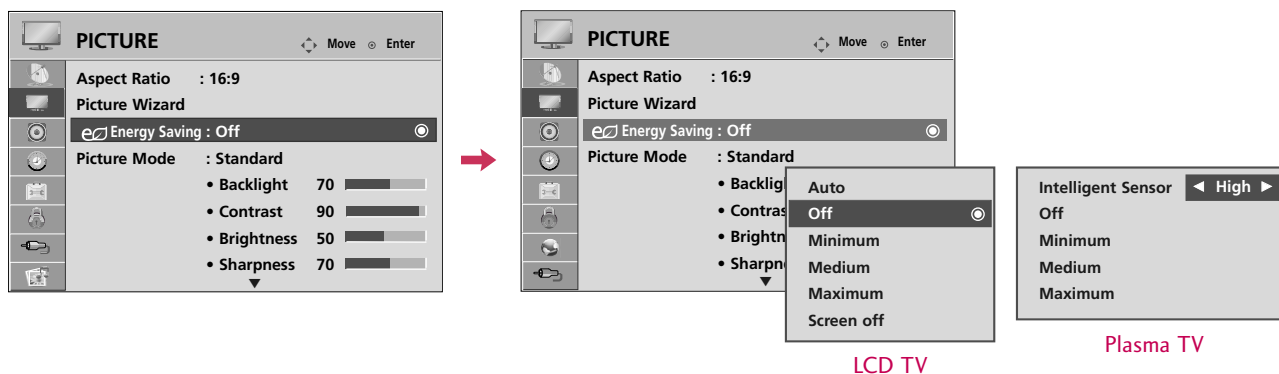 PICTURE
Move Enter
Aspect Ratio : 16:9
Picture Wizard
Energy Saving : Off
Picture Mode : Standard
• Backlight 70
• Contrast 90
• Brightness 50
• Sharpness 70
PICTURE
Move Enter
Aspect Ratio : 16:9
Picture Wizard
Energy Saving : Off
Picture Mode : Standard
• Backlig
• Contras
• Brightn
• Sharpn
Auto
Off
Minimum
Medium
Maximum
Screen off
LCD TV
Intelligent Sensor ◄ High ►
Off
Minimum
Medium
Maximum
Plasma TV